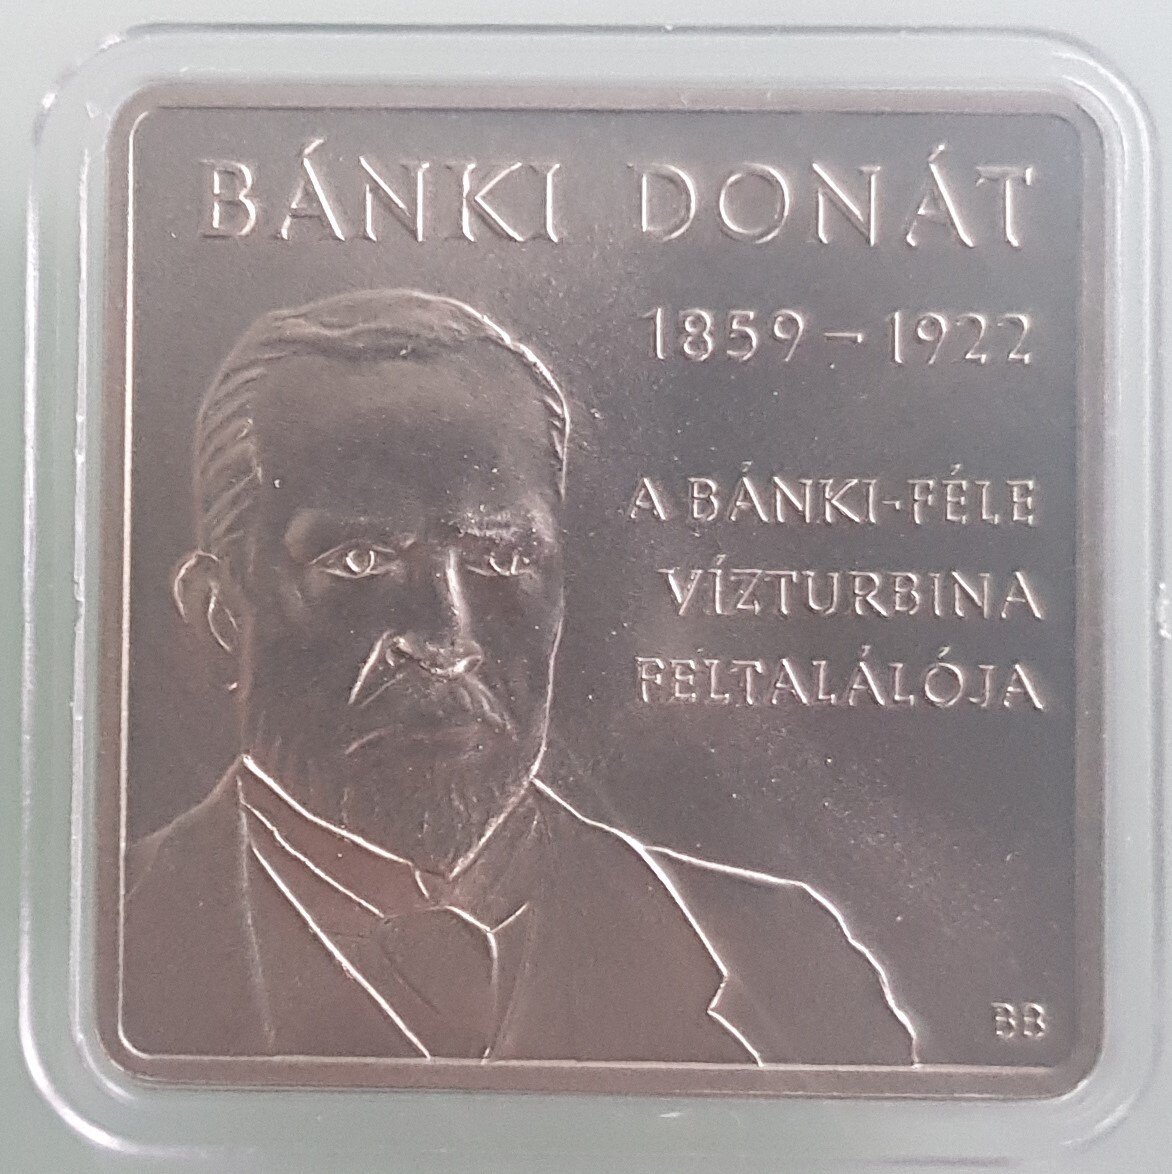 BÁNKI DONÁT
1859 – 1922
A BÁNKI-FÉLE
VÍZTURBINA
FELTALÁLÓJA
BB